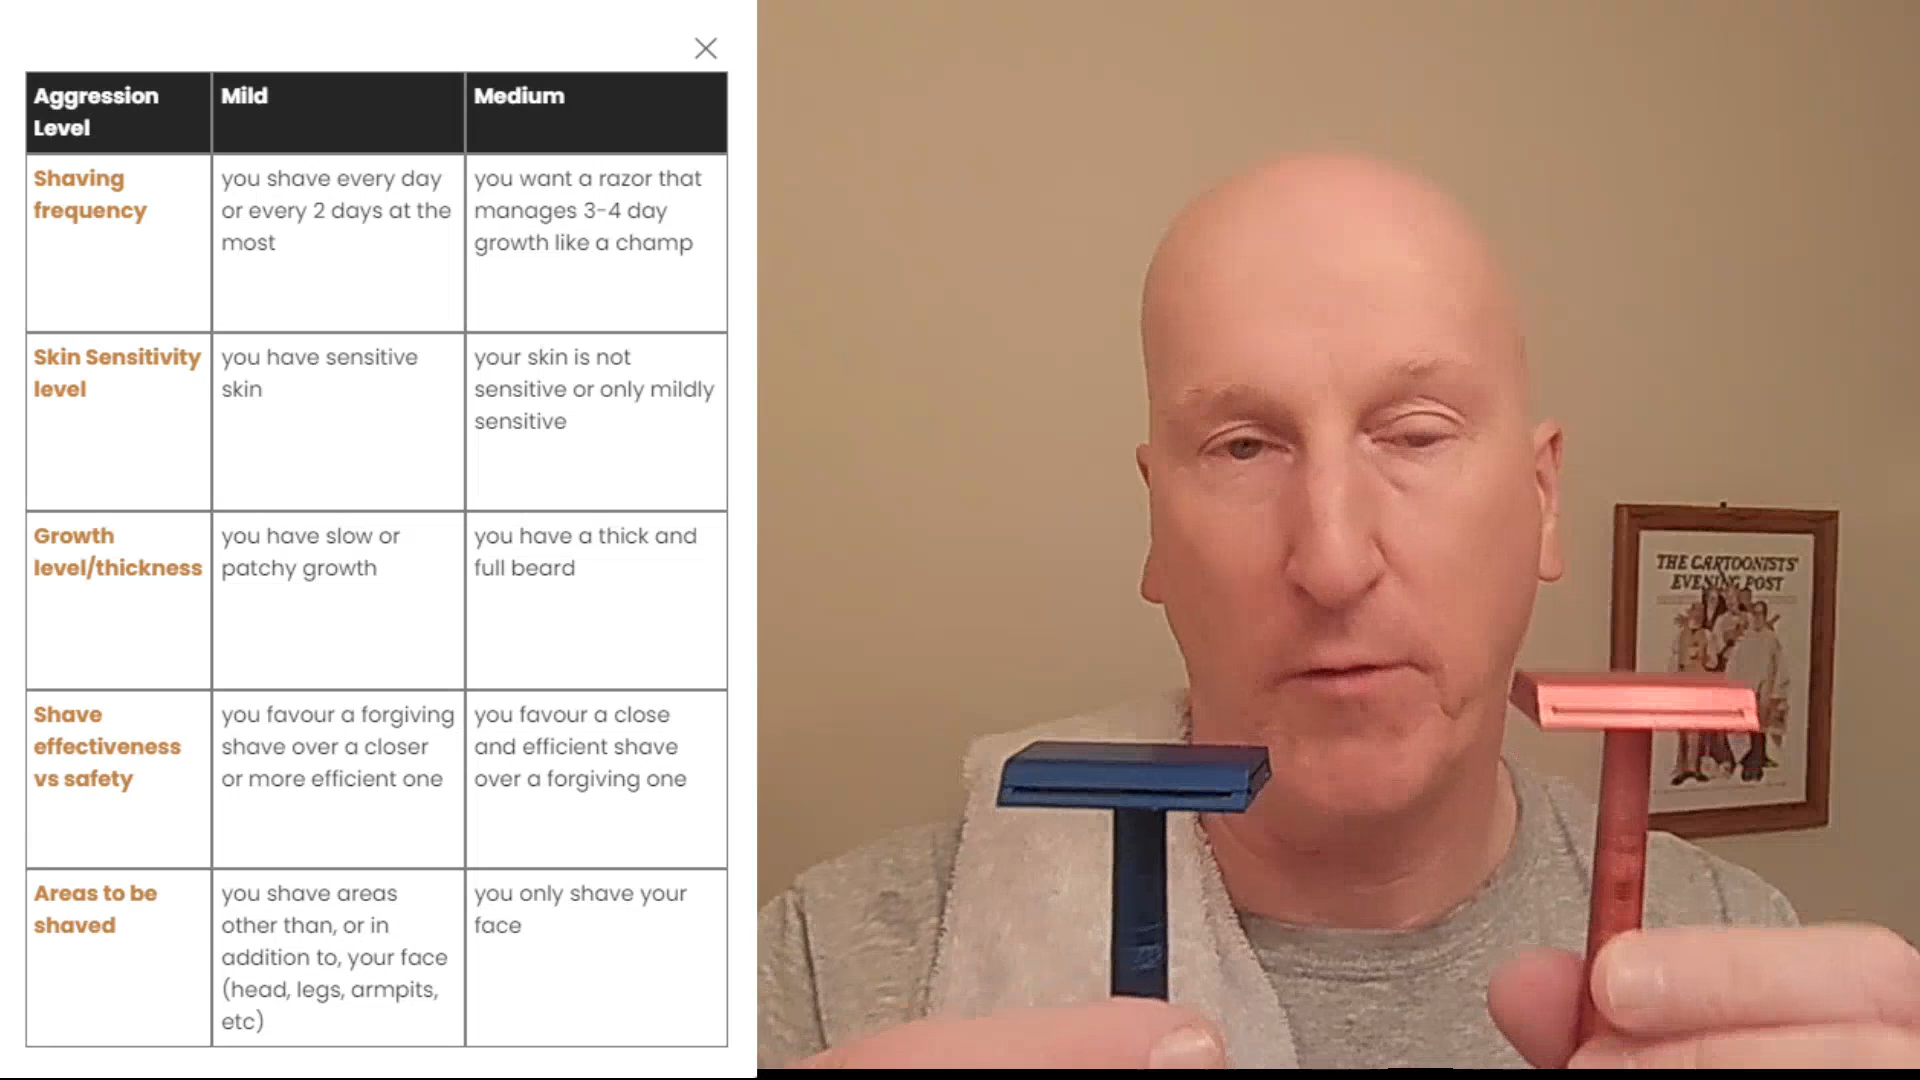 Aggression
Level
Mild
Medium
Shaving
frequency
you shave every day
or every 2 days at the
most
you want a razor that
manages 3-4 day
growth like a champ
Skin Sensitivity
level
you have sensitive
skin
your skin is not
sensitive or only mildly
sensitive
Growth
level/thickness
you have slow or
patchy growth
you have a thick and
full beard
Shave
effectiveness
vs safety
you favour a forgiving
shave over a closer
or more efficient one
you favour a close
and efficient shave
over a forgiving one
Areas to be
shaved
you shave areas
other than, or in
addition to, your face
(head, legs, armpits,
etc)
you only shave your
face
THE CARTOONISTS'
EVENING POST